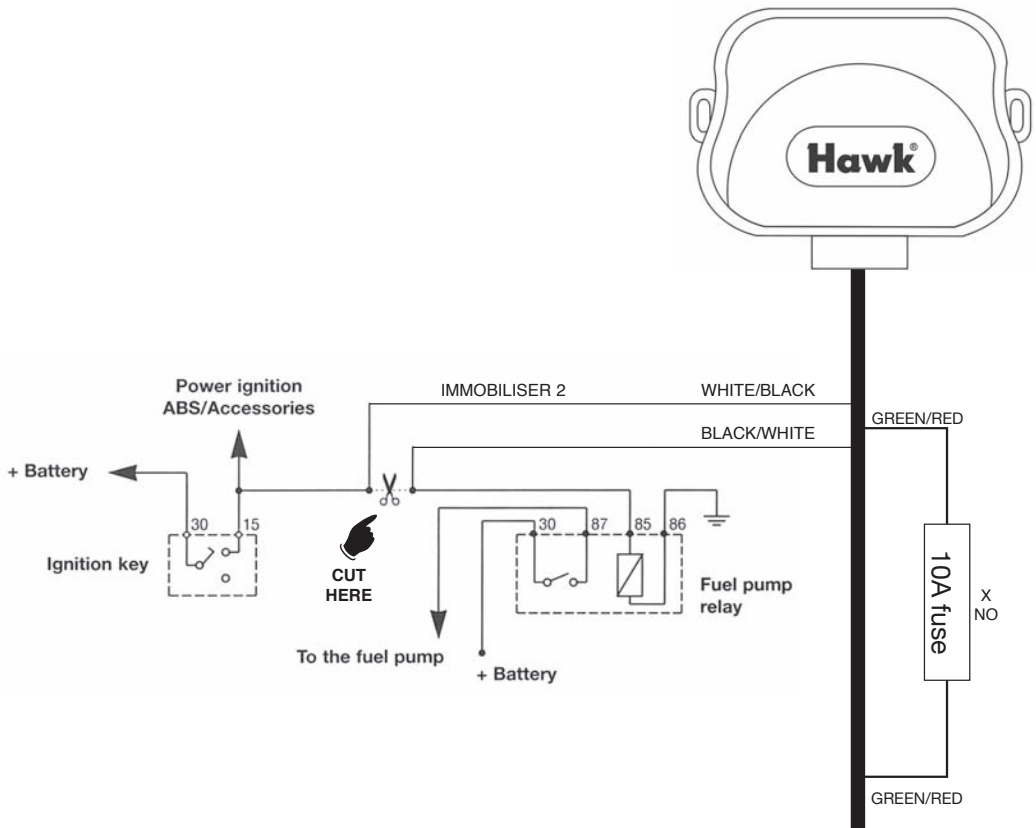 Hawk®
IMMOBILISER 2
WHITE/BLACK
Power ignition
ABS/Accessories
GREEN/RED
BLACK/WHITE
+ Battery
30
15
Ignition key
CUT
HERE
30
87
85
86
Fuel pump
relay
To the fuel pump
+ Battery
10A fuse
X
NO
GREEN/RED